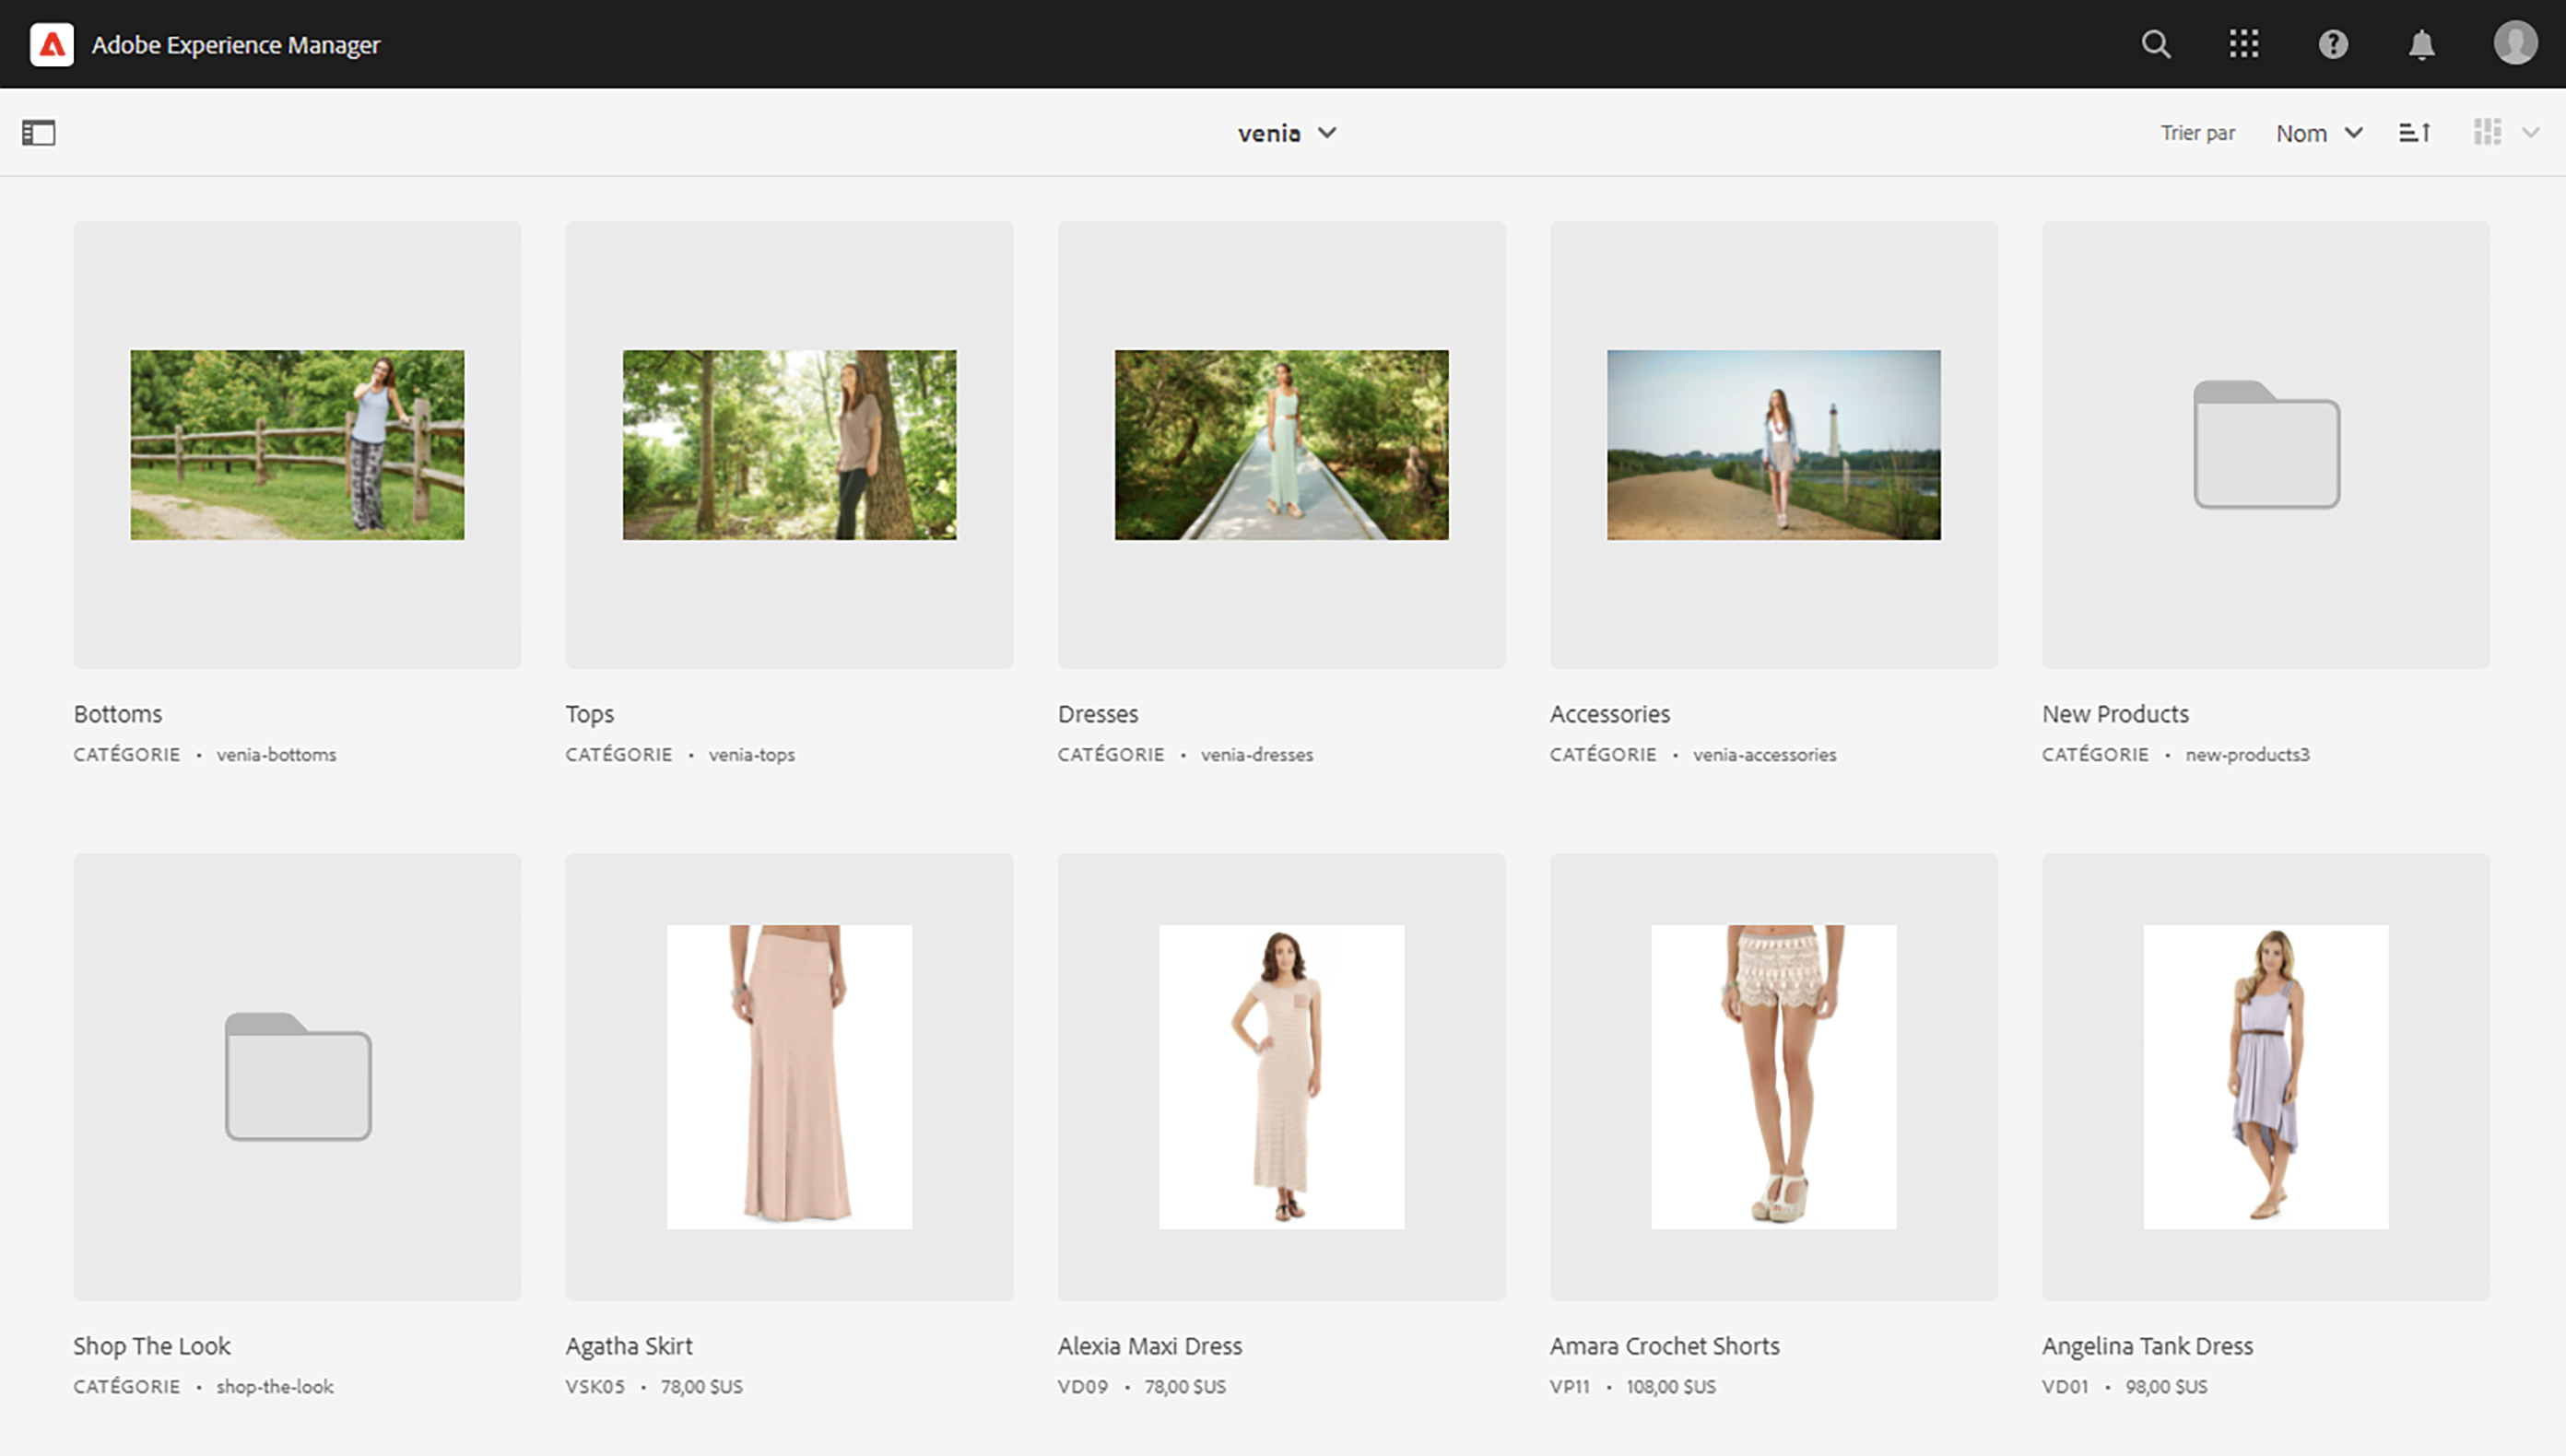 Adobe Experience Manager
venia
Trier par Nom
Bottoms
CATÉGORIE • venia-bottoms
Tops
CATÉGORIE • venia-tops
Dresses
CATÉGORIE • venia-dresses
Accessories
CATÉGORIE • venia-accessories
New Products
CATÉGORIE • new-products3
Shop The Look
CATÉGORIE • shop-the-look
Agatha Skirt
VSK05 • 78,00 $US
Alexia Maxi Dress
VD09 • 78,00 $US
Amara Crochet Shorts
VP11 • 108,00 $US
Angelina Tank Dress
VD01 • 98,00 $US